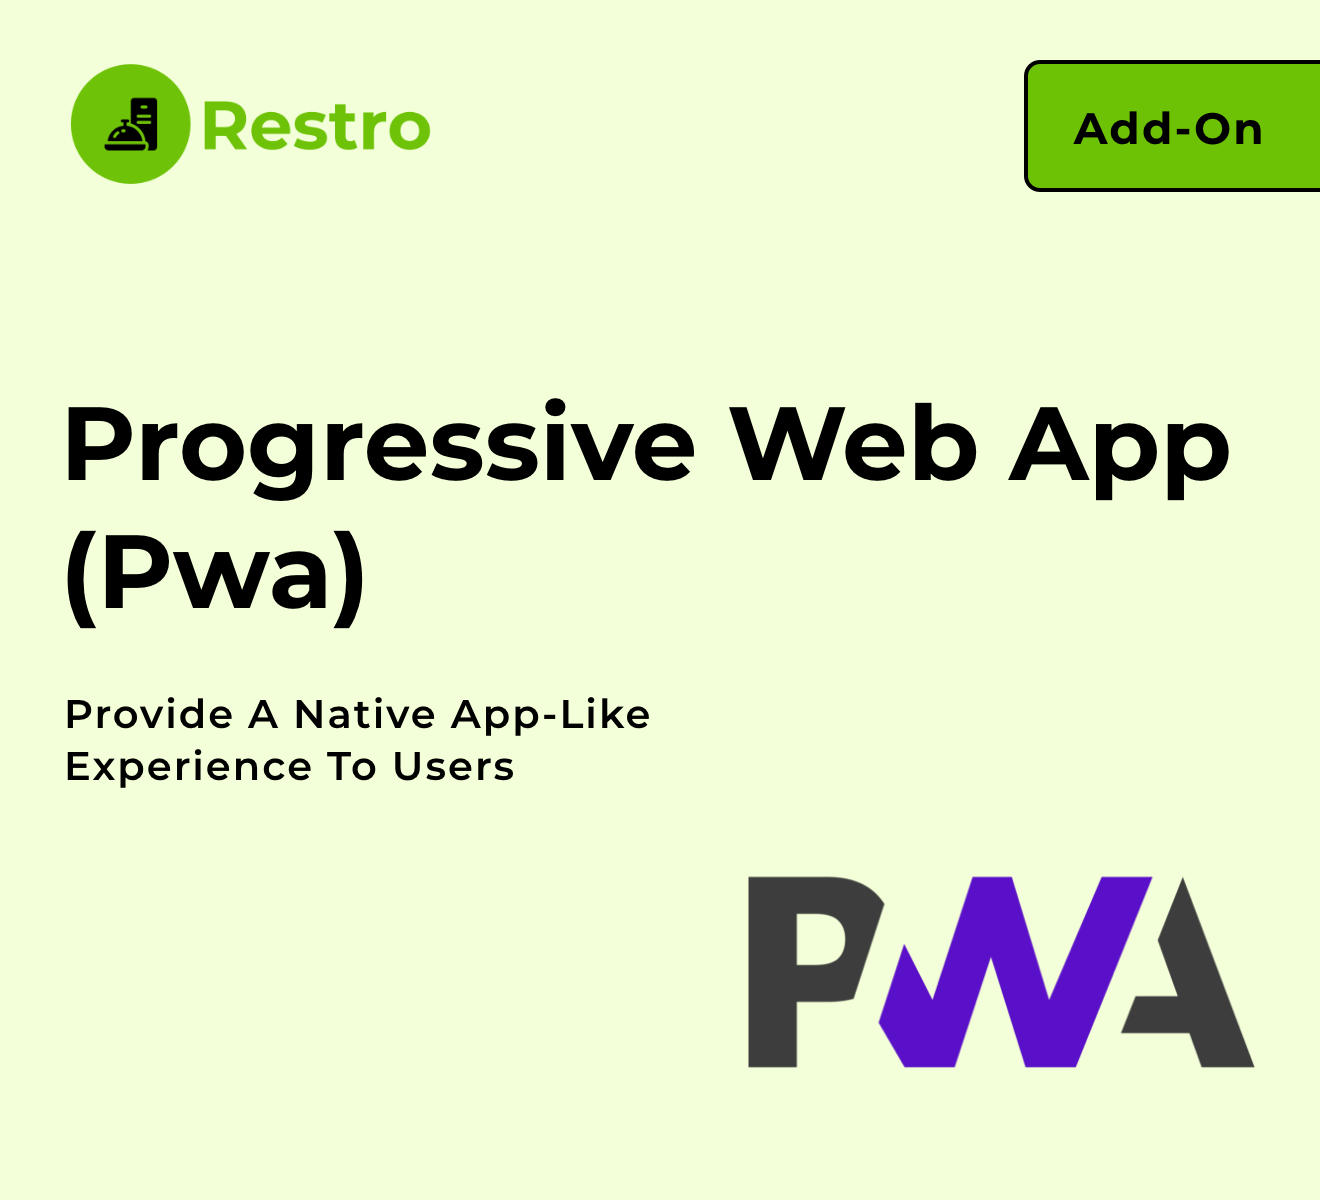 Restro
Add-On
Progressive Web App
(Pwa)
Provide A Native App-Like
Experience To Users
PWA